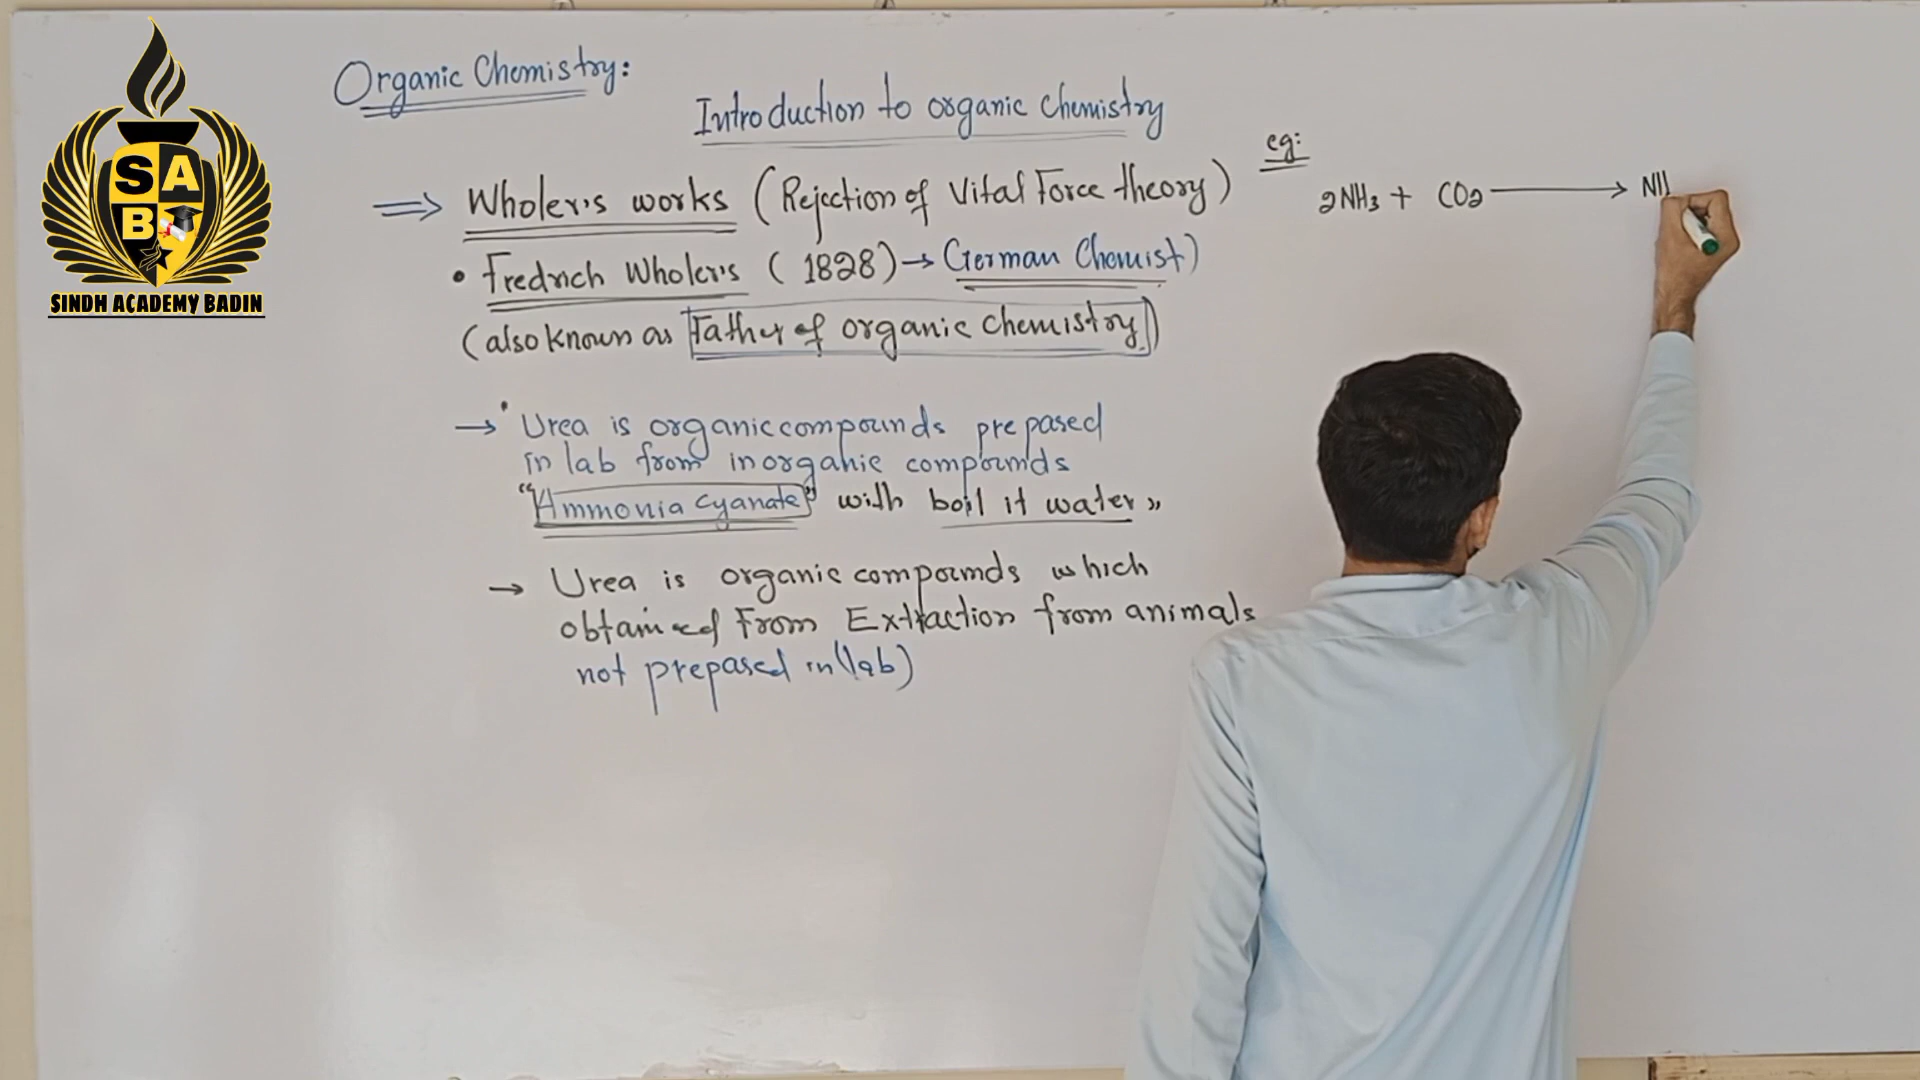 SAB
SINDH ACADEMY BADIN
Organic Chemistry:
Introduction to organic chemistry
⇒ Wholer's works (Rejection of Vital Force theory)
• Fredrich Wholer's (1828) → German Chemist)
(also known as Father of organic chemistry)
→ Urea is organic compounds prepared
in lab from inorganic compounds
"Ammonia cyanate" with boil it water"
→ Urea is organic compounds which
obtained From Extraction from animals
not prepared in (lab)
eg:
2NH₃ + CO₂ ⟶ NH